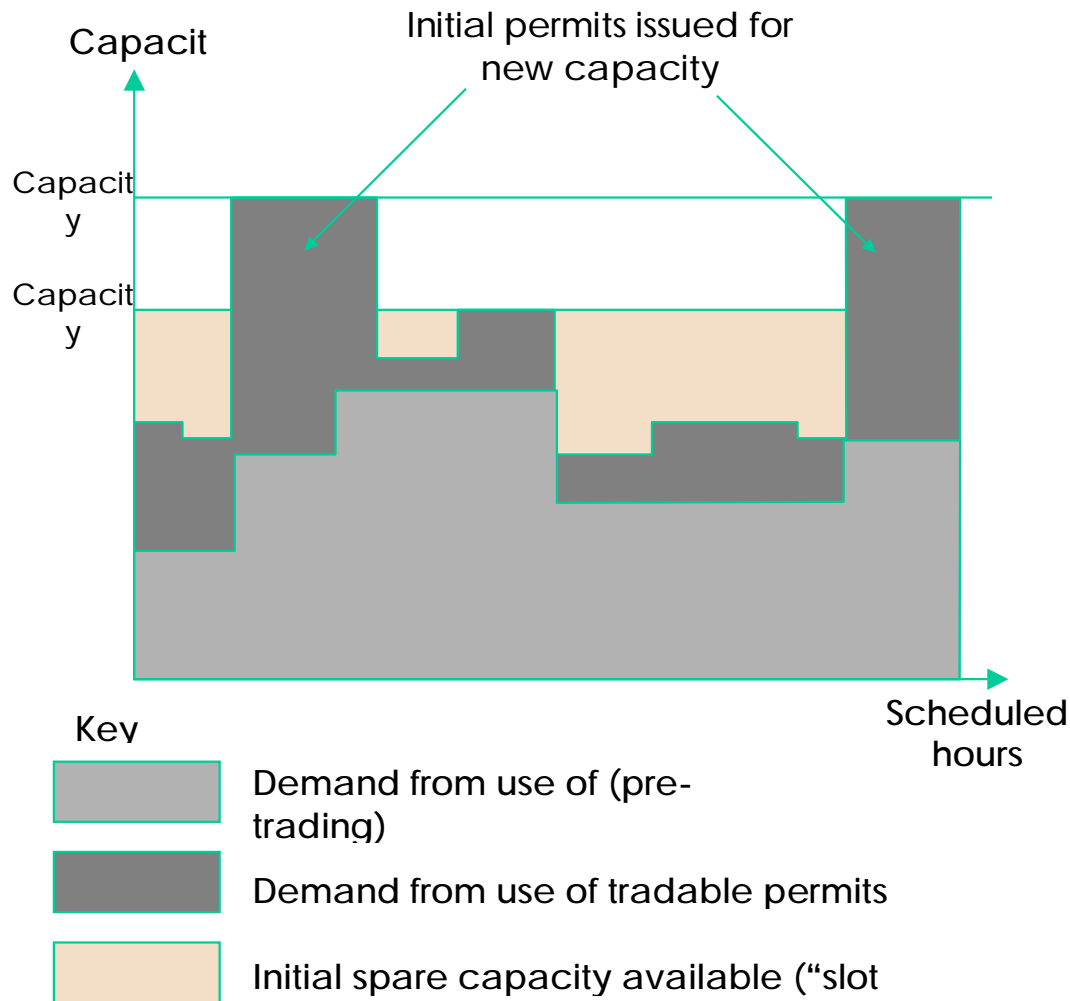 Initial permits issued for
new capacity
Capacit
Capacit
y
Capacit
y
Scheduled
hours
Key
Demand from use of (pre-
trading)
Demand from use of tradable permits
Initial spare capacity available (“slot